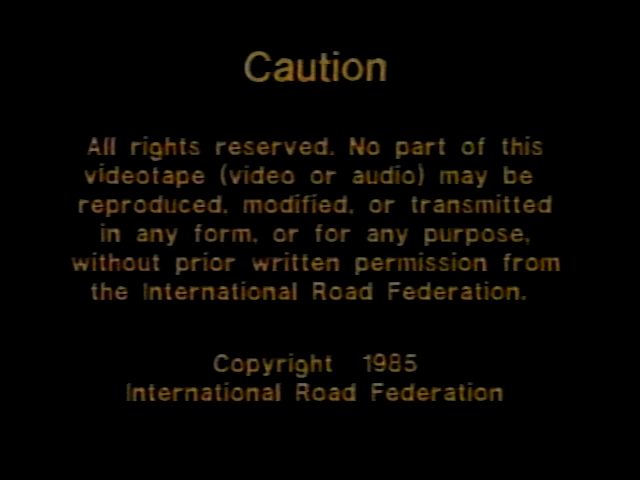 Caution
All rights reserved. No part of this
videotape (video or audio) may be
reproduced, modified, or transmitted
in any form, or for any purpose,
without prior written permission from
the International Road Federation.
Copyright 1985
International Road Federation